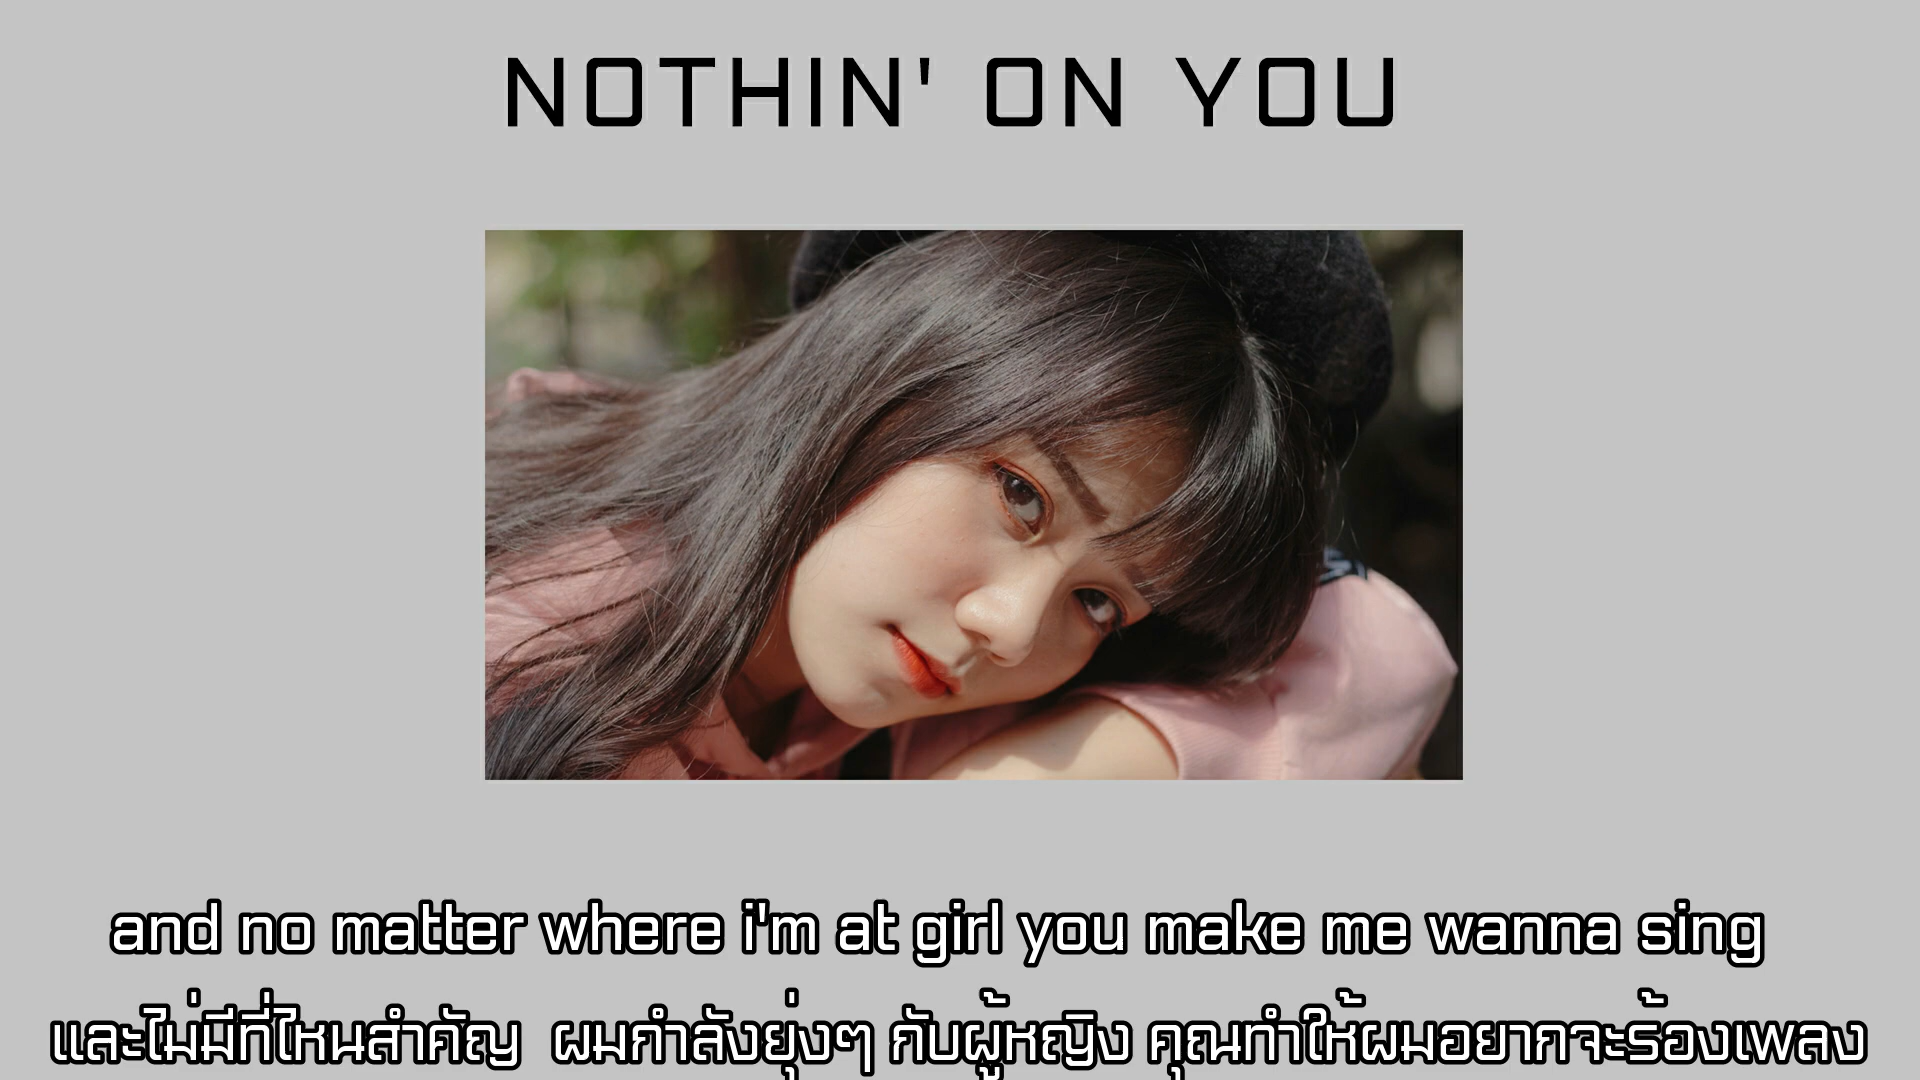 NOTHIN' ON YOU
and no matter where i'm at girl you make me wanna sing
และไม่มีที่ไหนสำคัญ ผมกำลังยุ่งๆ กับผู้หญิง คุณทำให้ผมอยากจะร้องเพลง